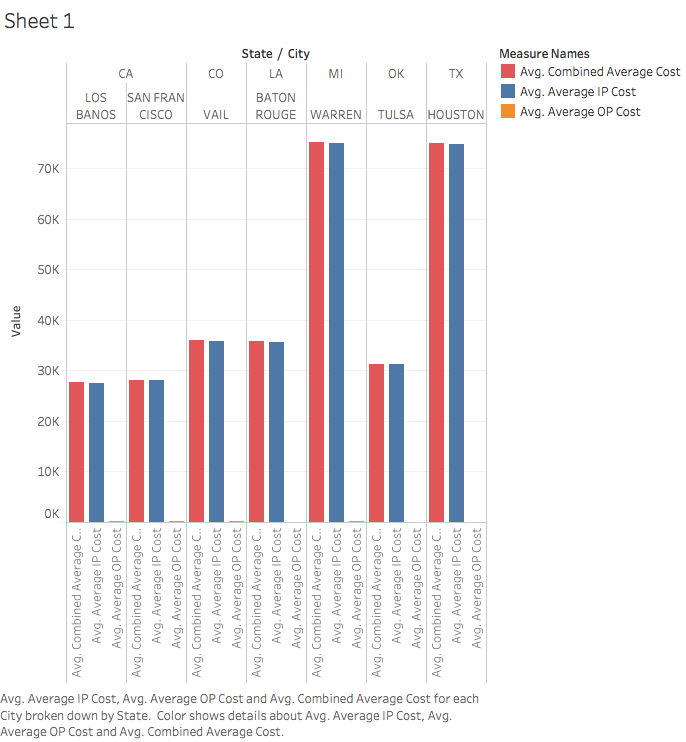 Sheet 1
State / City
CA CO LA MI OK TX
LOS BANOS
SAN FRAN CISCO
VAIL
BATON ROUGE
WARREN
TULSA
HOUSTON
Measure Names
Avg. Combined Average Cost
Avg. Average IP Cost
Avg. Average OP Cost
Value
70K
60K
50K
40K
30K
20K
10K
0K
Avg. Combined Average C..
Avg. Average IP Cost
Avg. Average OP Cost
Avg. Combined Average C..
Avg. Average IP Cost
Avg. Average OP Cost
Avg. Combined Average C..
Avg. Average IP Cost
Avg. Average OP Cost
Avg. Combined Average C..
Avg. Average IP Cost
Avg. Average OP Cost
Avg. Combined Average C..
Avg. Average IP Cost
Avg. Average OP Cost
Avg. Combined Average C..
Avg. Average IP Cost
Avg. Average OP Cost
Avg. Combined Average C..
Avg. Average IP Cost
Avg. Average OP Cost
Avg. Average IP Cost, Avg. Average OP Cost and Avg. Combined Average Cost for each
City broken down by State. Color shows details about Avg. Average IP Cost, Avg.
Average OP Cost and Avg. Combined Average Cost.